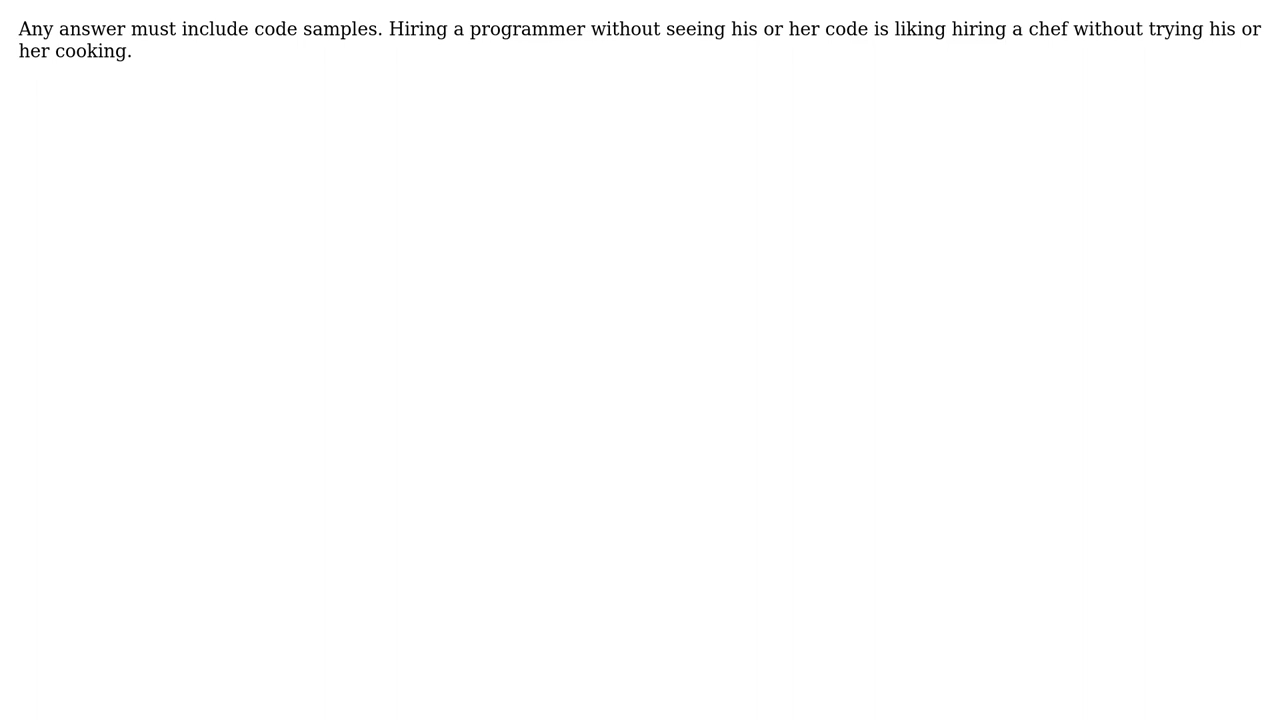 Any answer must include code samples. Hiring a programmer without seeing his or her code is liking hiring a chef without trying his or
her cooking.